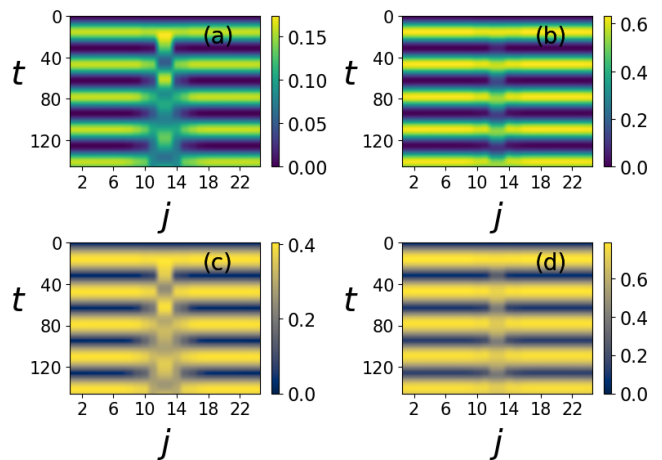 0 (a) 0.15
40 0.10
t 80 0.05
120 0.00
2 6 10 14 18 22
j
0 (b) 0.6
40 0.4
t 80 0.2
120 0.0
2 6 10 14 18 22
j
0 (c) 0.4
40
t 80 0.2
120 0.0
2 6 10 14 18 22
j
0 (d)
40 0.6
t 80 0.4
0.2
120 0.0
2 6 10 14 18 22
j